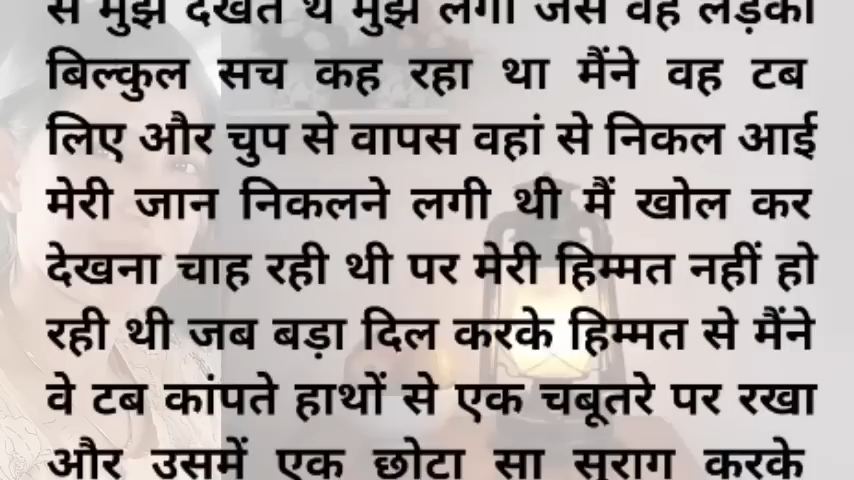 से मुझे देखते थे मुझे लगा जैसे वह लड़का
बिल्कुल सच कह रहा था मैंने वह टब
लिए और चुप से वापस वहां से निकल आई
मेरी जान निकलने लगी थी मैं खोल कर
देखना चाह रही थी पर मेरी हिम्मत नहीं हो
रही थी जब बड़ा दिल करके हिम्मत से मैंने
वे टब कांपते हाथों से एक चबूतरे पर रखा
और उसमें एक छोटा सा सुराग करके